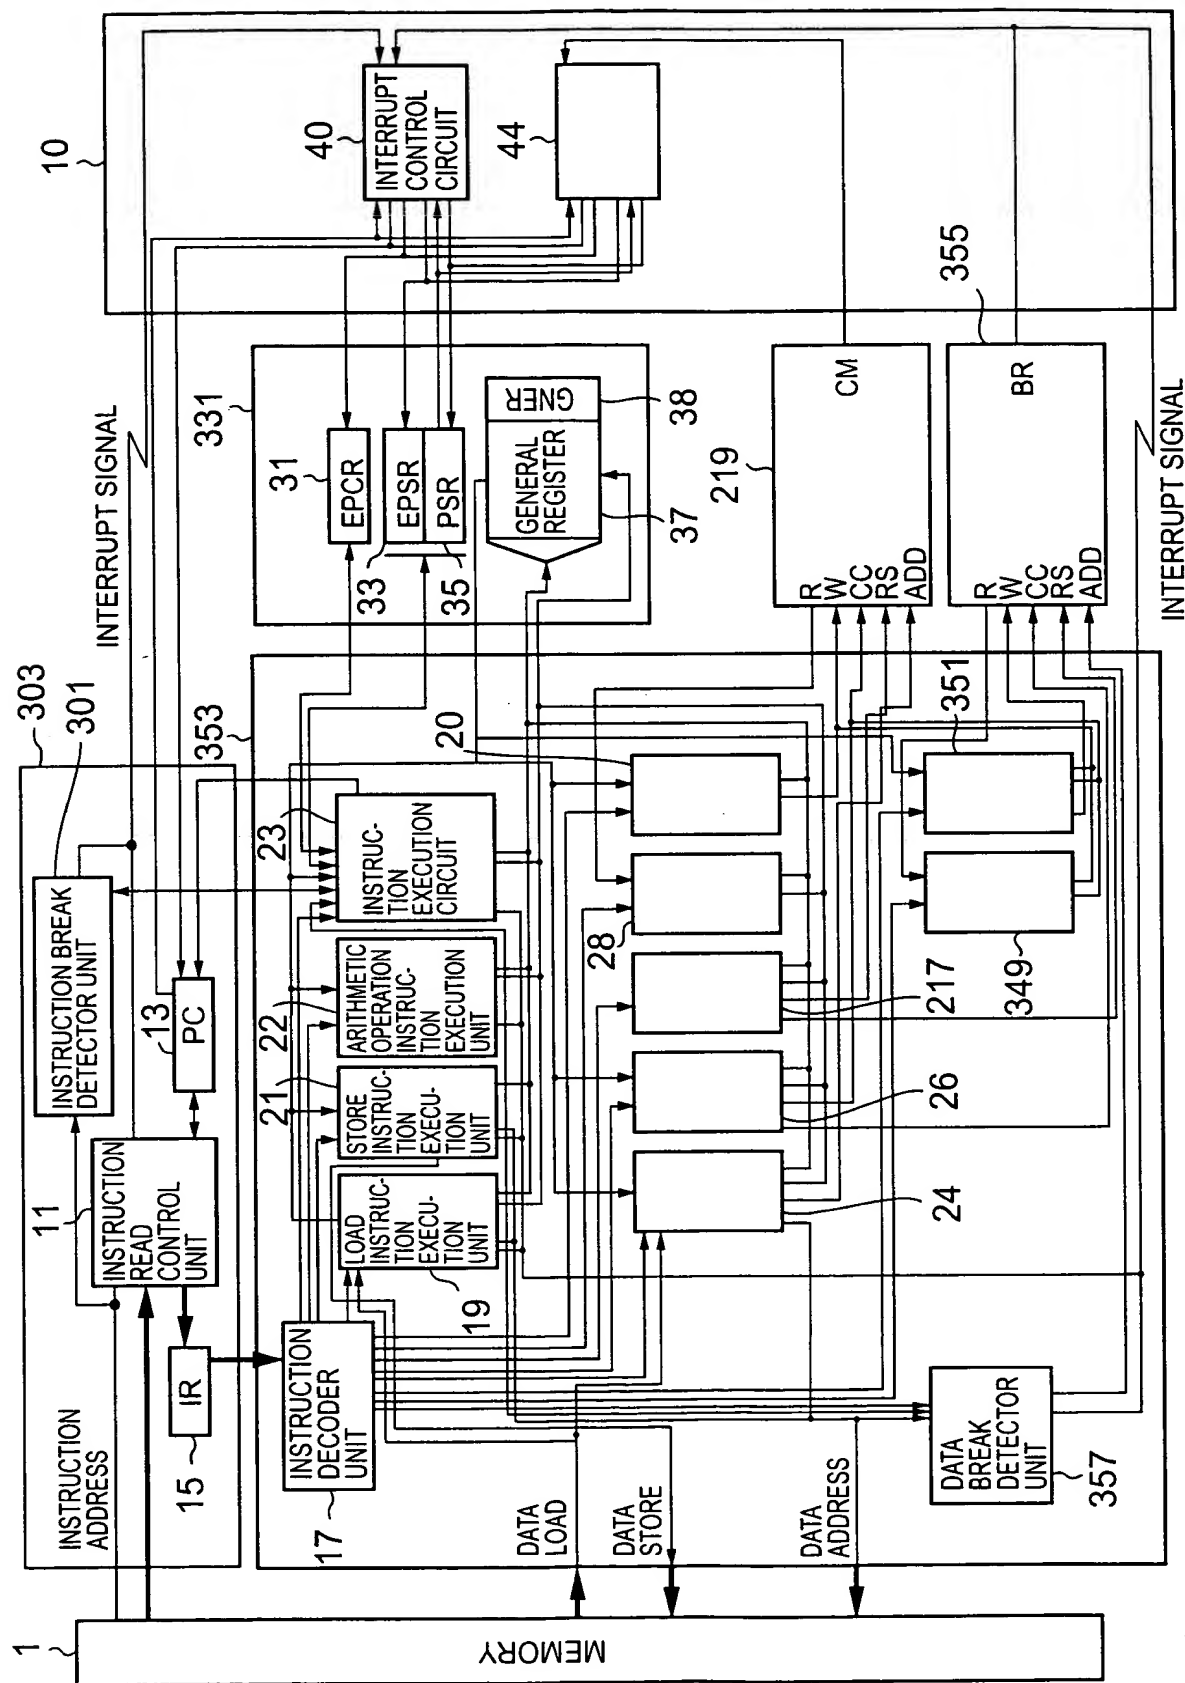 1
MEMORY
INSTRUCTION
ADDRESS
15
IR
11
INSTRUCTION
READ
CONTROL
UNIT
13
PC
INSTRUCTION BREAK
DETECTOR UNIT
301
303
INTERRUPT SIGNAL
10
40
INTERRUPT
CONTROL
CIRCUIT
44
331
31
EPCR
33
EPSR
PSR
35
GENERAL
REGISTER
37
GNER
38
353
17
INSTRUCTION
DECODER
UNIT
19
LOAD
INSTRUC-
TION
EXECU-
TION
UNIT
21
STORE
INSTRUC-
TION
EXECU-
TION
UNIT
22
ARITHMETIC
OPERATION
INSTRUC-
TION
EXECUTION
UNIT
23
INSTRUC-
TION
EXECUTION
CIRCUIT
20
28
217
26
24
DATA
LOAD
DATA
STORE
DATA
ADDRESS
351
349
DATA
BREAK
DETECTOR
UNIT
357
219
R
W
CC
RS
ADD
CM
355
R
W
CC
RS
ADD
BR
INTERRUPT SIGNAL